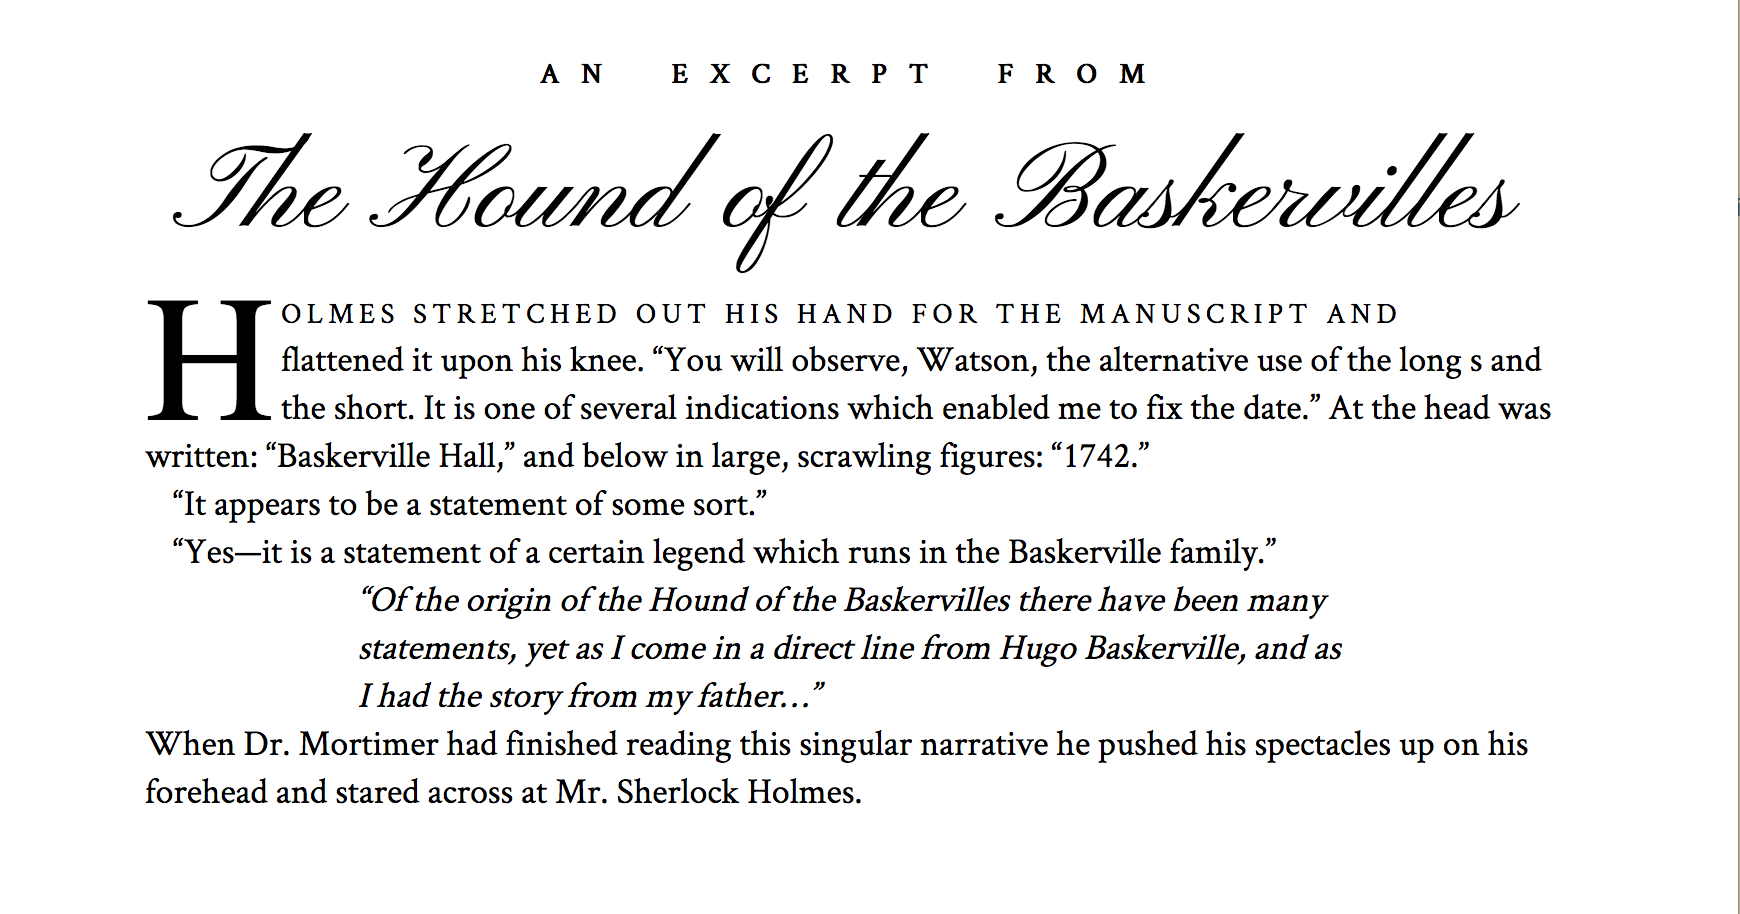 AN EXCERPT FROM
The Hound of the Baskervilles
HOLMES STRETCHED OUT HIS HAND FOR THE MANUSCRIPT AND
flattened it upon his knee. “You will observe, Watson, the alternative use of the long s and
the short. It is one of several indications which enabled me to fix the date.” At the head was
written: “Baskerville Hall,” and below in large, scrawling figures: “1742.”
“It appears to be a statement of some sort.”
“Yes—it is a statement of a certain legend which runs in the Baskerville family.”
“Of the origin of the Hound of the Baskervilles there have been many
statements, yet as I come in a direct line from Hugo Baskerville, and as
I had the story from my father…”
When Dr. Mortimer had finished reading this singular narrative he pushed his spectacles up on his
forehead and stared across at Mr. Sherlock Holmes.